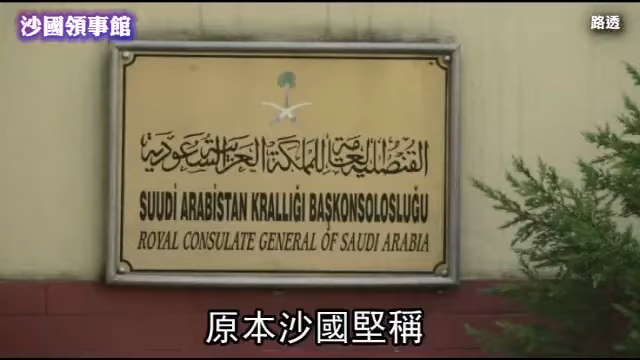 沙國領事館
路透
القنصلية العامة للمملكة العربية السعودية
SUUDİ ARABİSTAN KRALLIĞI BAŞKONSOLOSLUĞU
ROYAL CONSULATE GENERAL OF SAUDI ARABIA
原本沙國堅稱